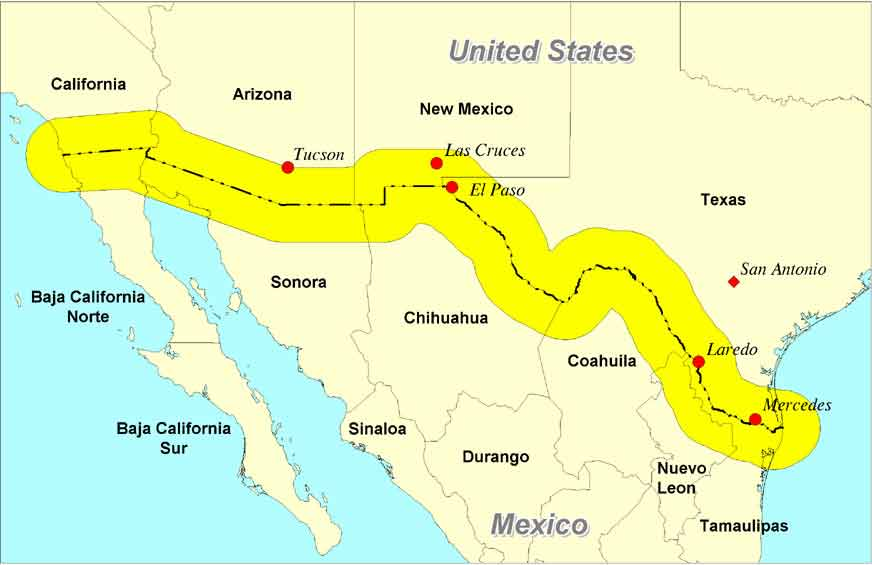 United States
California
Arizona
New Mexico
Tucson
Las Cruces
El Paso
Texas
San Antonio
Sonora
Baja California
Norte
Chihuahua
Laredo
Coahuila
Mercedes
Baja California
Sur
Sinaloa
Durango
Nuevo
Leon
Mexico
Tamaulipas